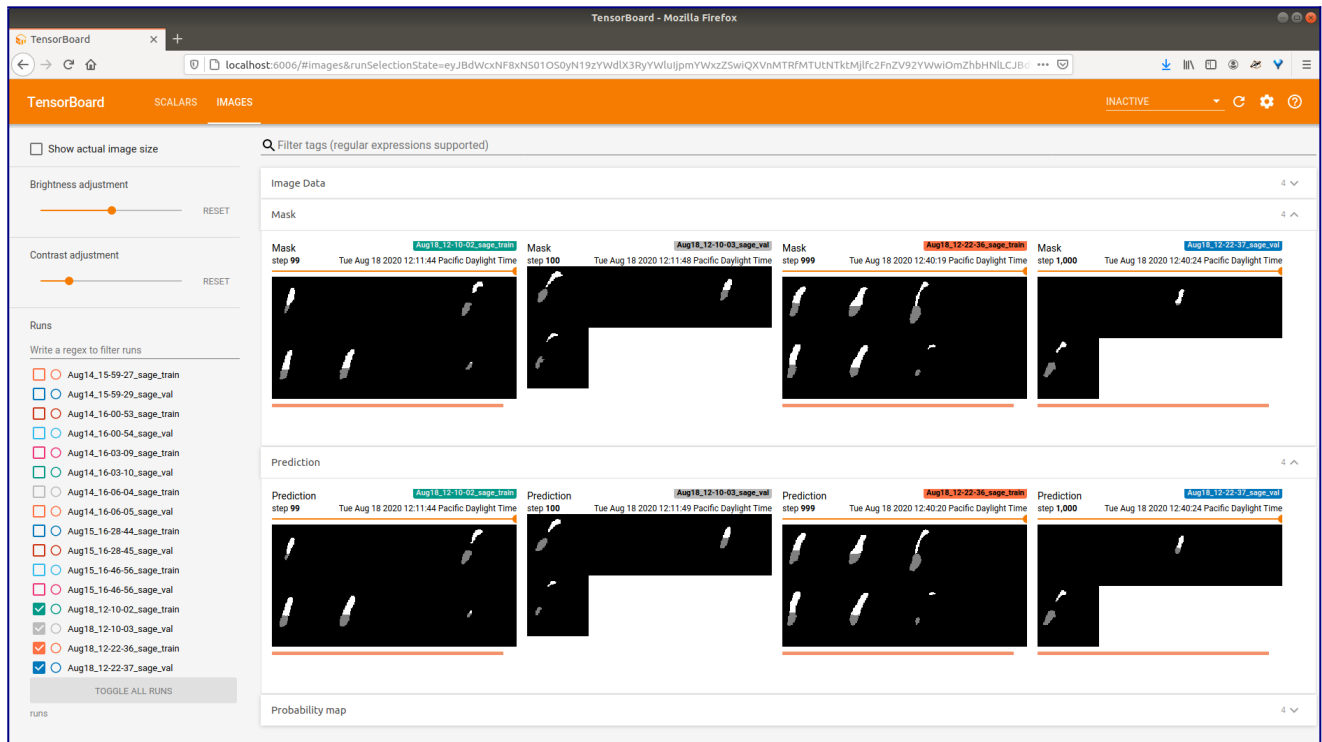 TensorBoard - Mozilla Firefox
TensorBoard
localhost:6006/#images&runSelectionState=
TensorBoard SCALARS IMAGES INACTIVE
Show actual image size
Filter tags (regular expressions supported)
Brightness adjustment
RESET
Contrast adjustment
RESET
Runs
Write a regex to filter runs
Aug14_15-59-27_sage_train
Aug14_15-59-29_sage_val
Aug14_16-00-53_sage_train
Aug14_16-00-54_sage_val
Aug14_16-03-09_sage_train
Aug14_16-03-10_sage_val
Aug14_16-06-04_sage_train
Aug14_16-06-05_sage_val
Aug15_16-28-44_sage_train
Aug15_16-28-45_sage_val
Aug15_16-46-56_sage_train
Aug15_16-46-56_sage_val
Aug18_12-10-02_sage_train
Aug18_12-10-03_sage_val
Aug18_12-22-36_sage_train
Aug18_12-22-37_sage_val
TOGGLE ALL RUNS
runs
Image Data 4
Mask 4
Mask Aug18_12-10-02_sage_train
step 99 Tue Aug 18 2020 12:11:44 Pacific Daylight Time
Mask Aug18_12-10-03_sage_val
step 100 Tue Aug 18 2020 12:11:48 Pacific Daylight Time
Mask Aug18_12-22-36_sage_train
step 999 Tue Aug 18 2020 12:40:19 Pacific Daylight Time
Mask Aug18_12-22-37_sage_val
step 1,000 Tue Aug 18 2020 12:40:24 Pacific Daylight Time
Prediction 4
Prediction Aug18_12-10-02_sage_train
step 99 Tue Aug 18 2020 12:11:44 Pacific Daylight Time
Prediction Aug18_12-10-03_sage_val
step 100 Tue Aug 18 2020 12:11:49 Pacific Daylight Time
Prediction Aug18_12-22-36_sage_train
step 999 Tue Aug 18 2020 12:40:20 Pacific Daylight Time
Prediction Aug18_12-22-37_sage_val
step 1,000 Tue Aug 18 2020 12:40:24 Pacific Daylight Time
Probability map 4